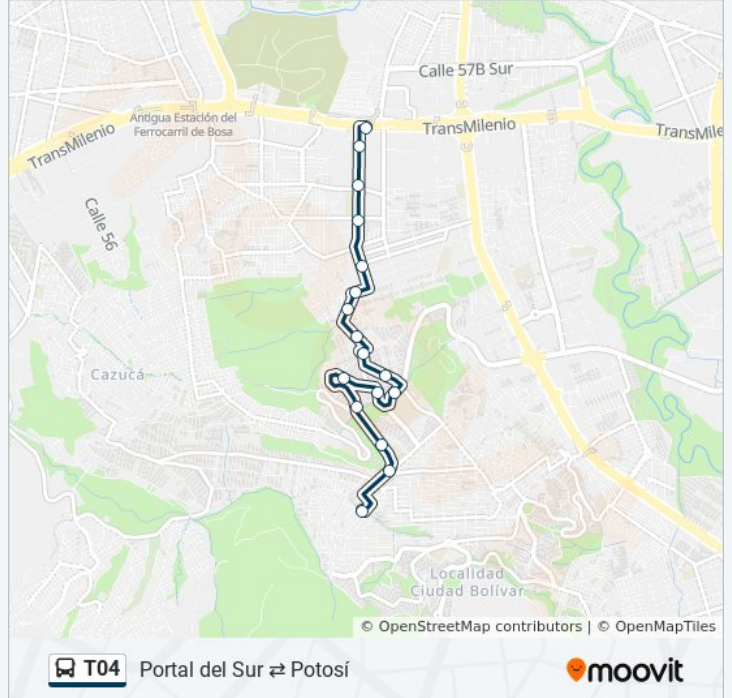 Calle 57B Sur
Antigua Estación del
Ferrocarril de Bosa
TransMilenio
TransMile
TransMilenio
Calle 56
Cazucá
Localidad
Ciudad Bolívar
© OpenStreetMap contributors | © OpenMapTiles
T04 Portal del Sur ⇄ Potosí
moovit